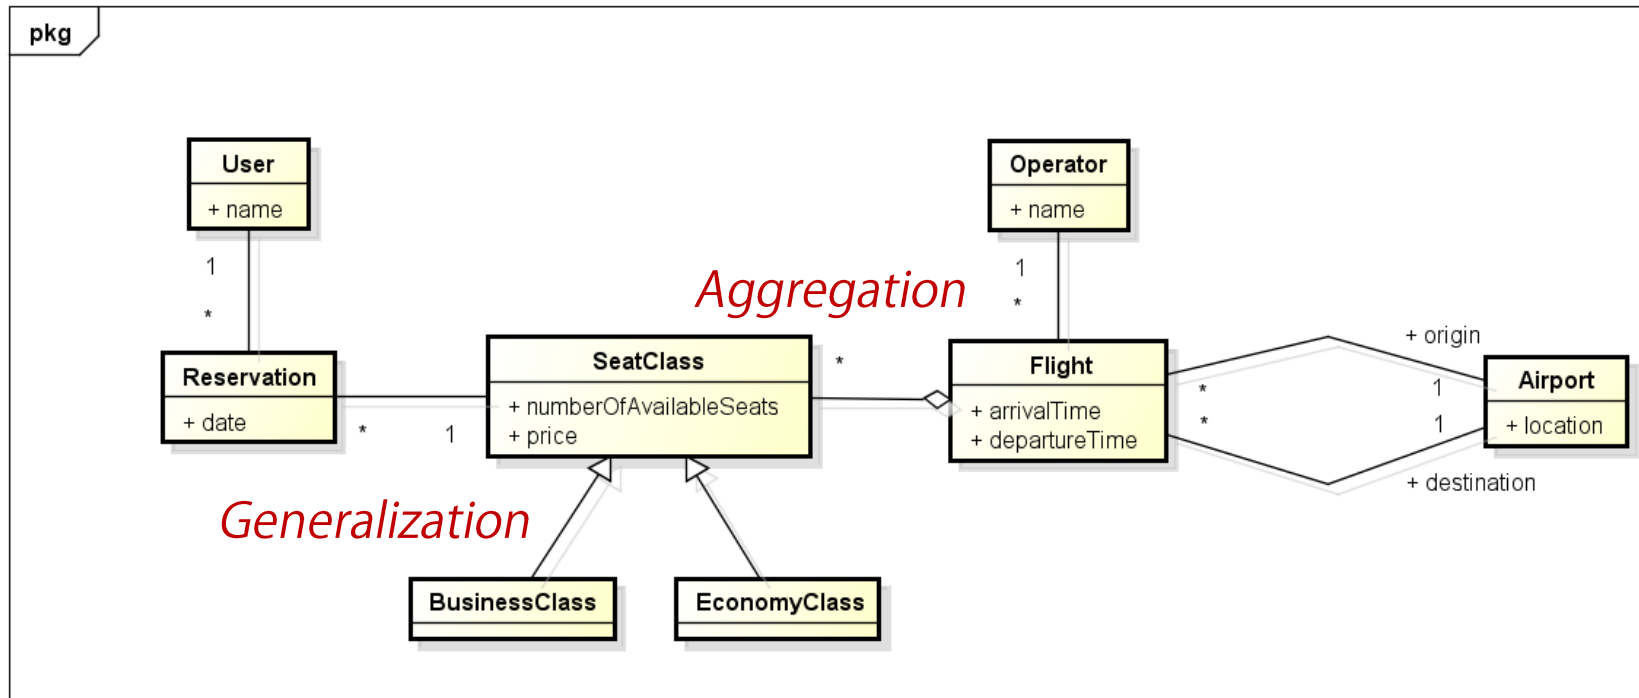 pkg
User
+ name
1
*
Reservation
+ date
*
1
SeatClass
+ numberOfAvailableSeats
+ price
Generalization
BusinessClass
EconomyClass
Aggregation
*
Operator
+ name
1
*
Flight
+ arrivalTime
+ departureTime
+ origin
*
1
*
1
+ destination
Airport
+ location